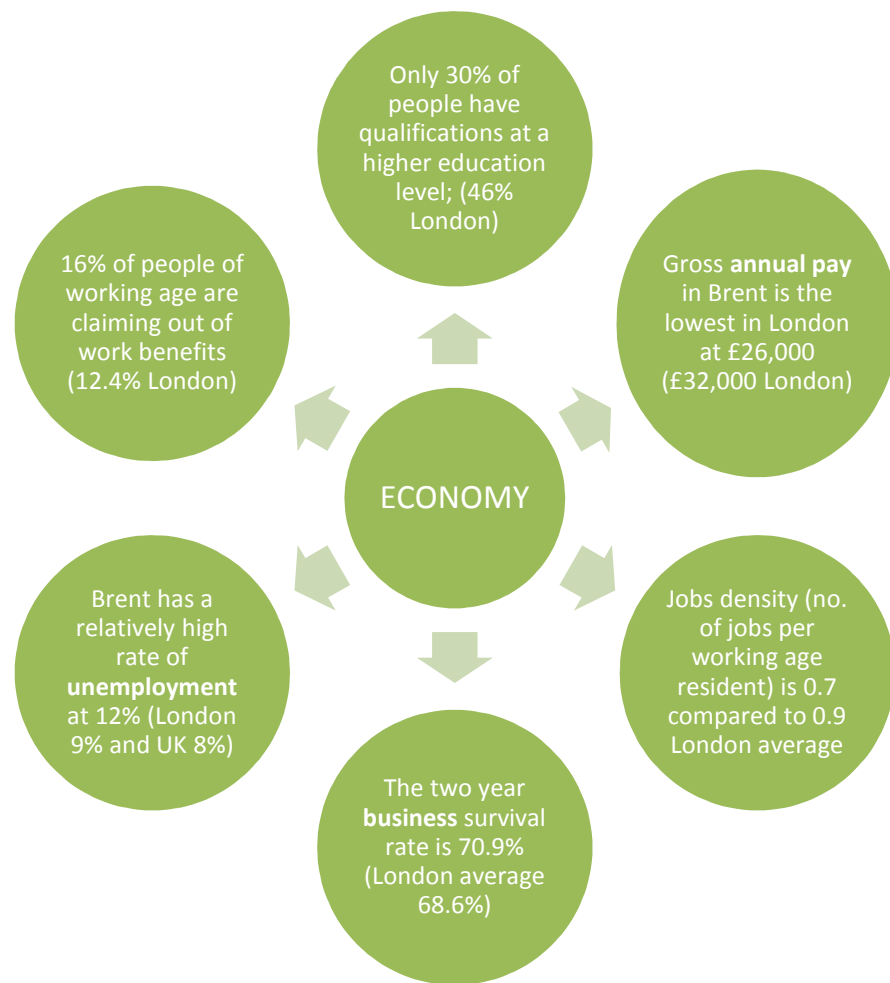 Only 30% of
people have
qualifications at a
higher education
level; (46%
London)
Gross annual pay
in Brent is the
lowest in London
at £26,000
(£32,000 London)
Jobs density (no.
of jobs per
working age
resident) is 0.7
compared to 0.9
London average
The two year
business survival
rate is 70.9%
(London average
68.6%)
Brent has a
relatively high
rate of
unemployment
at 12% (London
9% and UK 8%)
16% of people of
working age are
claiming out of
work benefits
(12.4% London)
ECONOMY